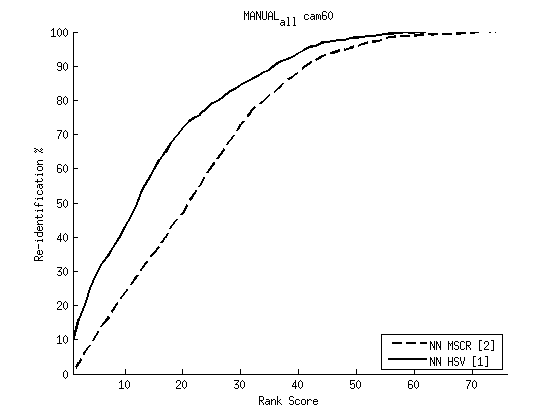 MANUAL_all cam60
100
90
80
70
60
50
40
30
20
10
0
Re-identification %
10 20 30 40 50 60 70
Rank Score
NN MSCR [2]
NN HSV [1]